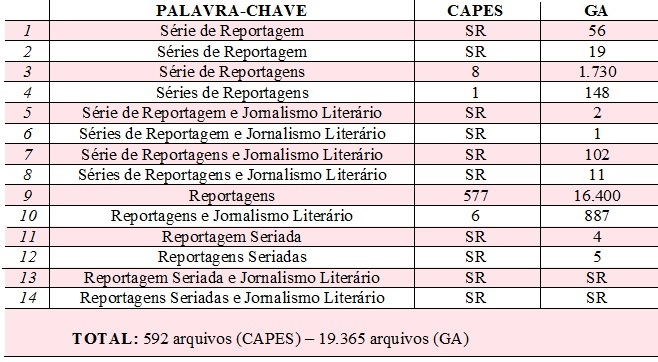 PALAVRA-CHAVE CAPES GA
1 Série de Reportagem SR 56
2 Séries de Reportagem SR 19
3 Série de Reportagens 8 1.730
4 Séries de Reportagens 1 148
5 Série de Reportagem e Jornalismo Literário SR 2
6 Séries de Reportagem e Jornalismo Literário SR 1
7 Série de Reportagens e Jornalismo Literário SR 102
8 Séries de Reportagens e Jornalismo Literário SR 11
9 Reportagens 577 16.400
10 Reportagens e Jornalismo Literário 6 887
11 Reportagem Seriada SR 4
12 Reportagens Seriadas SR 5
13 Reportagem Seriada e Jornalismo Literário SR SR
14 Reportagens Seriadas e Jornalismo Literário SR SR
TOTAL: 592 arquivos (CAPES) – 19.365 arquivos (GA)